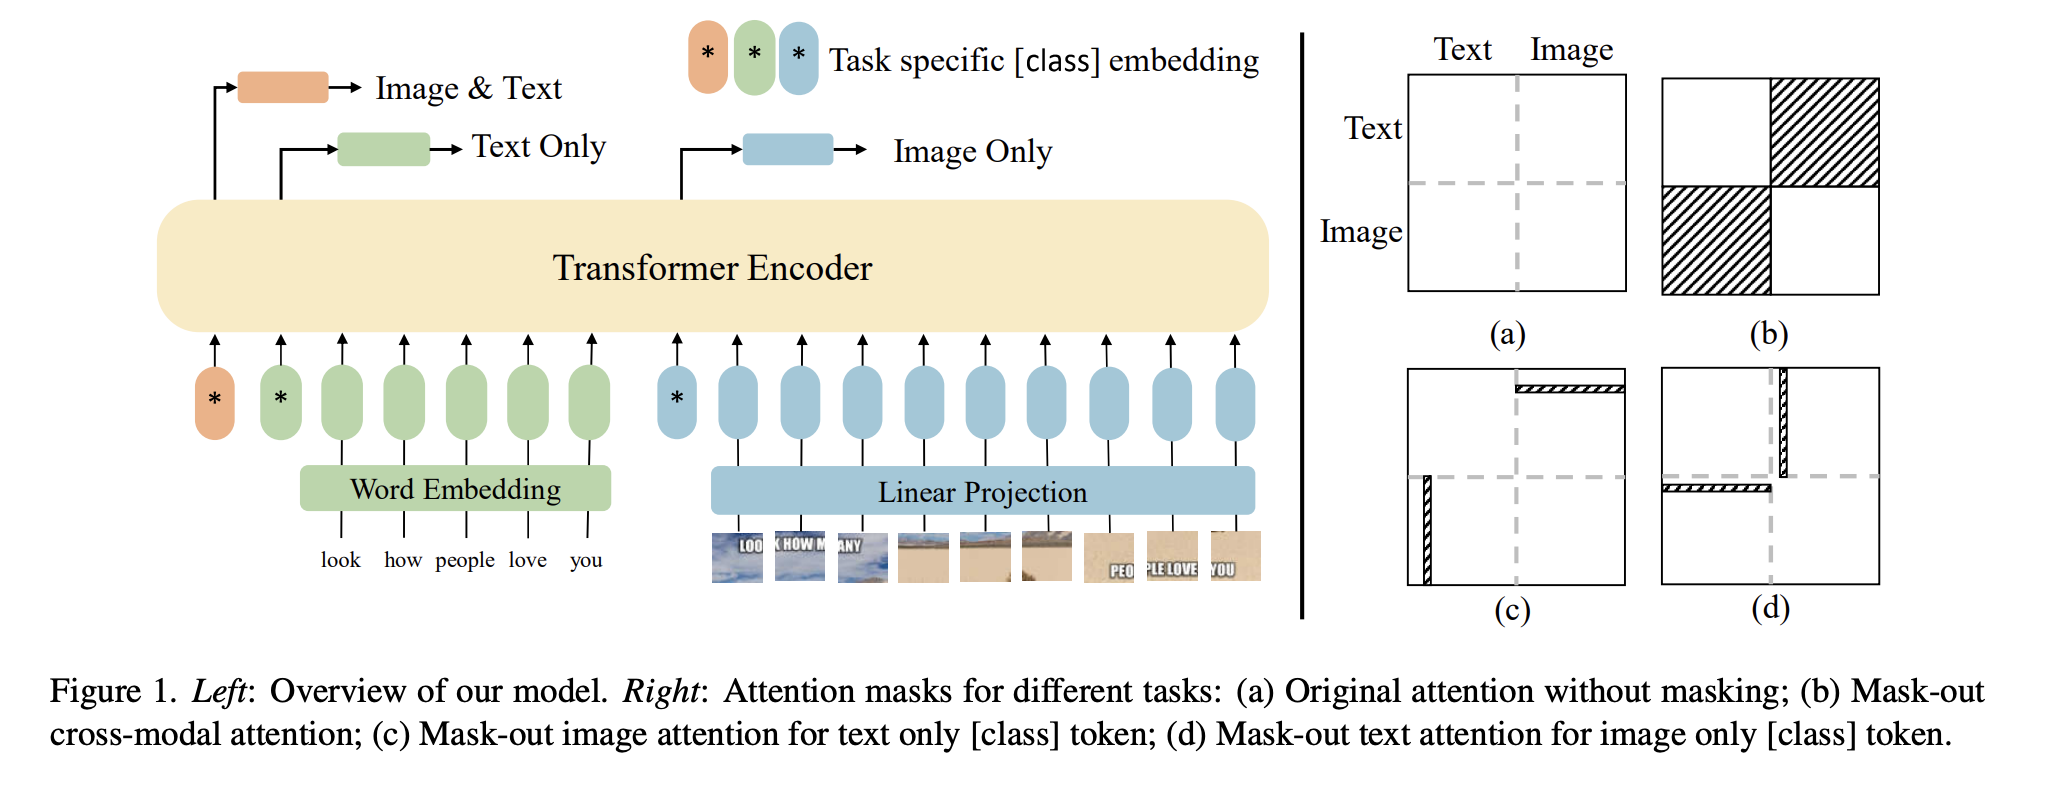 * * * Task specific [class] embedding
Image & Text
Text Only
Image Only
Transformer Encoder
* * *
Word Embedding
Linear Projection
look how people love you
LOO K HOW M ANY
PEO PLE LOVE YOU
Text Image
Text
Image
(a) (b)
(c) (d)
Figure 1. Left: Overview of our model. Right: Attention masks for different tasks: (a) Original attention without masking; (b) Mask-out
cross-modal attention; (c) Mask-out image attention for text only [class] token; (d) Mask-out text attention for image only [class] token.